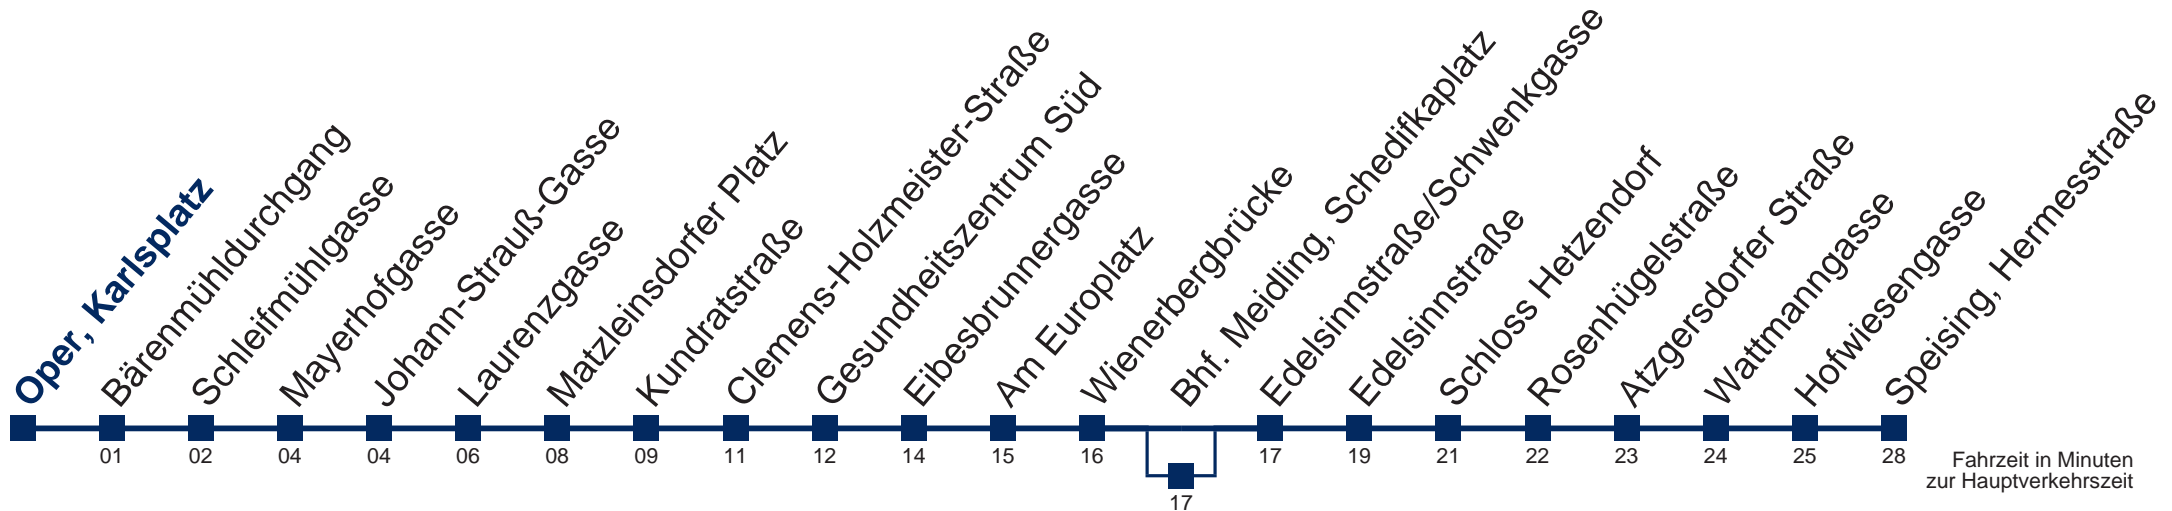 Oper, Karlsplatz
Bärenmühldurchgang
Schleifmühlgasse
Mayerhofgasse
Johann-Strauß-Gasse
Laurenzgasse
Matzleinsdorfer Platz
Kundratstraße
Clemens-Holzmeister-Straße
Gesundheitszentrum Süd
Eibesbrunnergasse
Am Europlatz
Wienerbergbrücke
Bhf. Meidling, Schedifkaplatz
Edelsinnstraße/Schwenkgasse
Edelsinnstraße
Schloss Hetzendorf
Rosenhügelstraße
Atzgersdorfer Straße
Wattmanngasse
Hofwiesengasse
Speising, Hermesstraße
01 02 04 04 06 08 09 11 12 14 15 16 17 19 21 22 23 24 25 28
17
Fahrzeit in Minuten
zur Hauptverkehrszeit